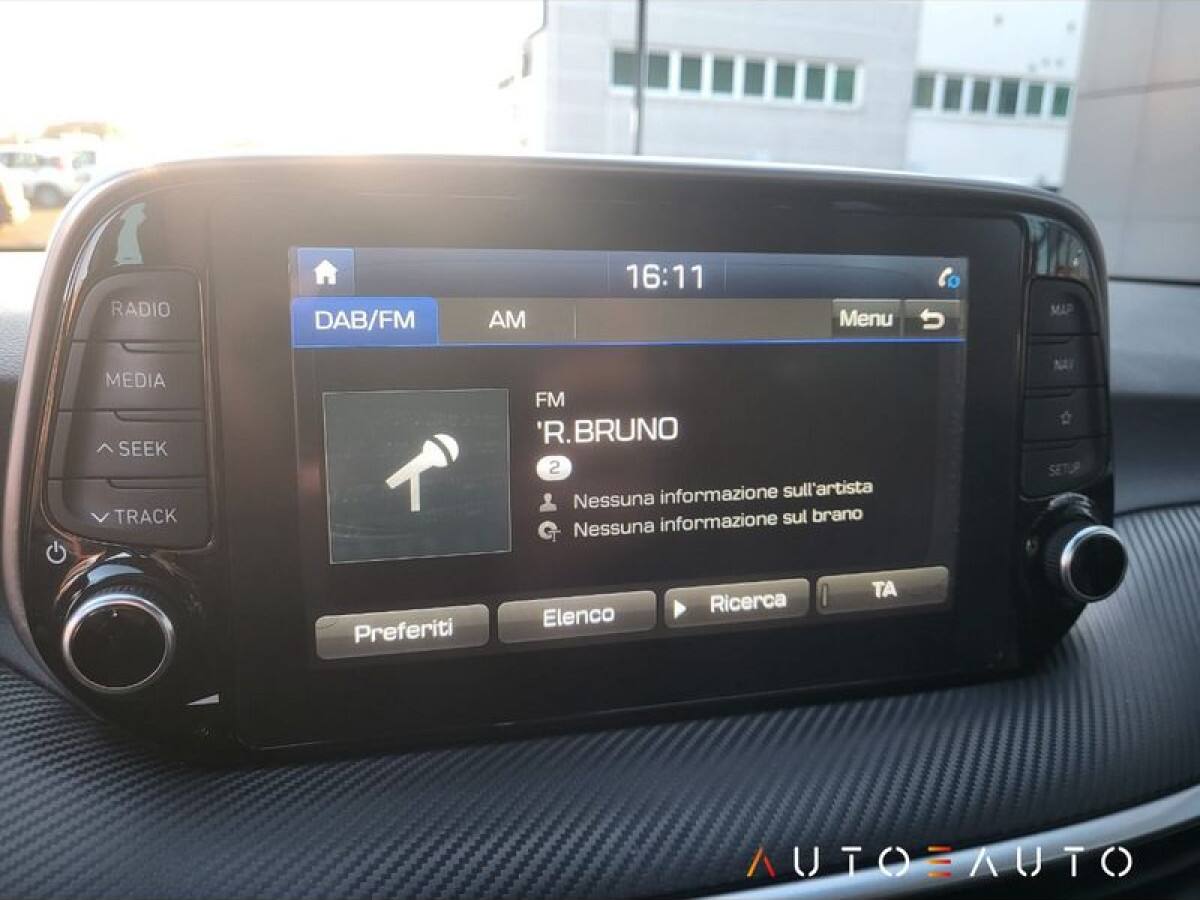 RADIO
MEDIA
SEEK
TRACK
16:11
DAB/FM
AM
Menu
FM
'R.BRUNO
2
Nessuna informazione sull'artista
Nessuna informazione sul brano
Preferiti
Elenco
Ricerca
TA
MAP
NAV
SETUP
AUTOEAUTO